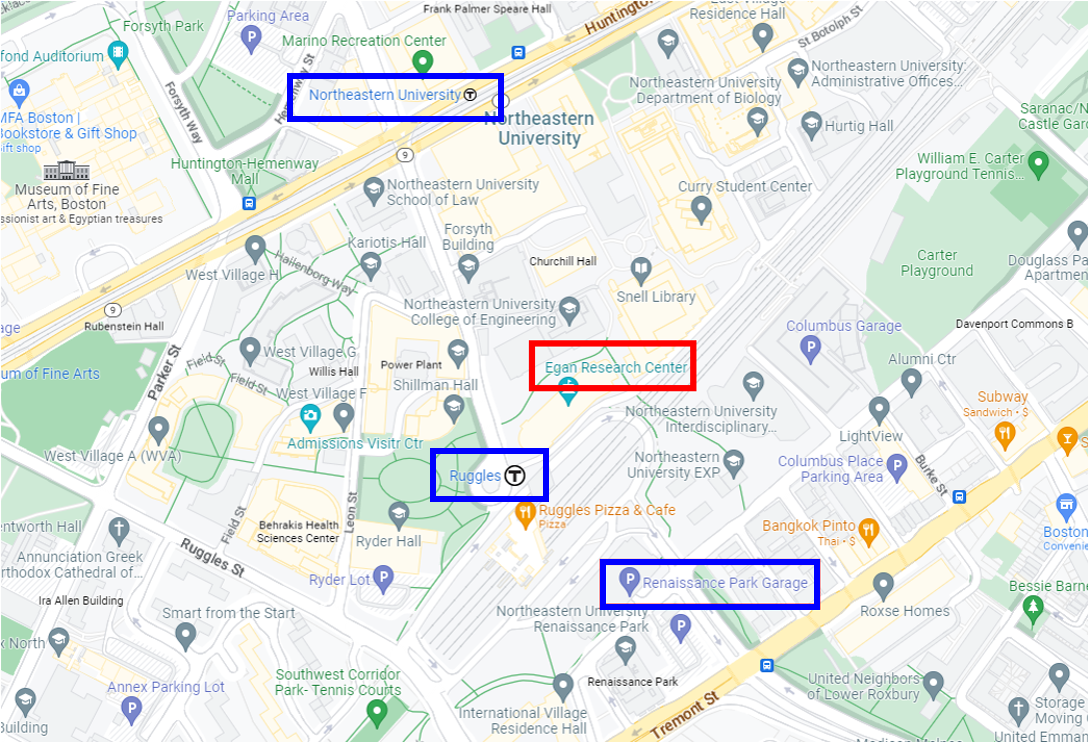 Frank Palmer Speare Hall
East Village
Residence Hall
Parking Area
Forsyth Park
Huntington
St Botolph St
Marino Recreation Center
Auditorium
Hemenway St
Northeastern University
Northeastern University
Administrative Offices...
Northeastern University
Department of Biology
MFA Boston |
Bookstore & Gift Shop
Gift shop
Forsyth Way
Northeastern
University
Hurtig Hall
Saranac/N
Castle Gard
Huntington-Hemenway
Mall
9
William E. Carter
Playground Tennis...
Museum of Fine
Arts, Boston
ssionist art & Egyptian treasures
Northeastern University
School of Law
Curry Student Center
Forsyth
Building
Kariotis Hall
West Village H
Hailenborg-Way
Churchill Hall
Carter
Playground
Douglass Pa
Apartmen
Snell Library
Northeastern University
College of Engineering
9
Rubenstein Hall
Columbus Garage
Davenport Commons B
age
Parker St
Field St
West Village G
Willis Hall
Power Plant
Egan Research Center
Alumni Ctr
um of Fine Arts
Field St
West Village F
Shillman Hall
Subway
Sandwich • $
Northeastern University
Interdisciplinary...
LightView
Admissions Visitr Ctr
West Village A (WVA)
Northeastern
University EXP
Columbus Place
Parking Area
Burke St
Ruggles
Leon St
Field St
Ruggles Pizza & Cafe
Pizza
Boston
Convenie
entworth Hall
Behrakis Health
Sciences Center
Ryder Hall
Bangkok Pinto
Thai • $
Annunciation Greek
rthodox Cathedral of...
Ruggles St
Ryder Lot
Renaissance Park Garage
Bessie Barne
Ira Allen Building
Smart from the Start
Northeastern University
Renaissance Park
Roxse Homes
x North
Southwest Corridor
Park- Tennis Courts
Renaissance Park
United Neighbors
of Lower Roxbury
Annex Parking Lot
Tremont St
Storage
Moving
Building
International Village
Residence Hall
United Emman